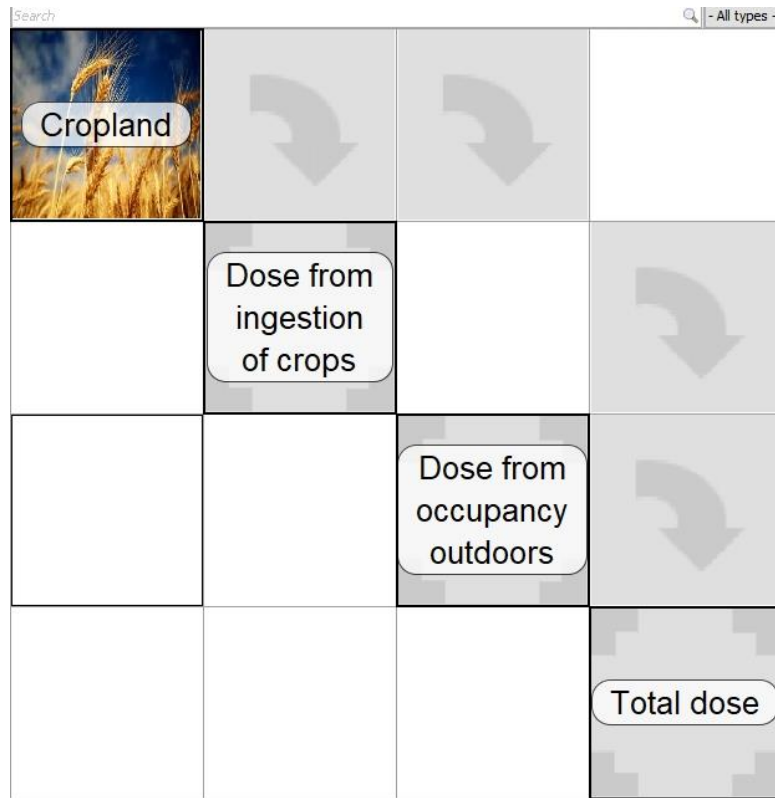 Search
- All types -
Cropland
Dose from
ingestion
of crops
Dose from
occupancy
outdoors
Total dose